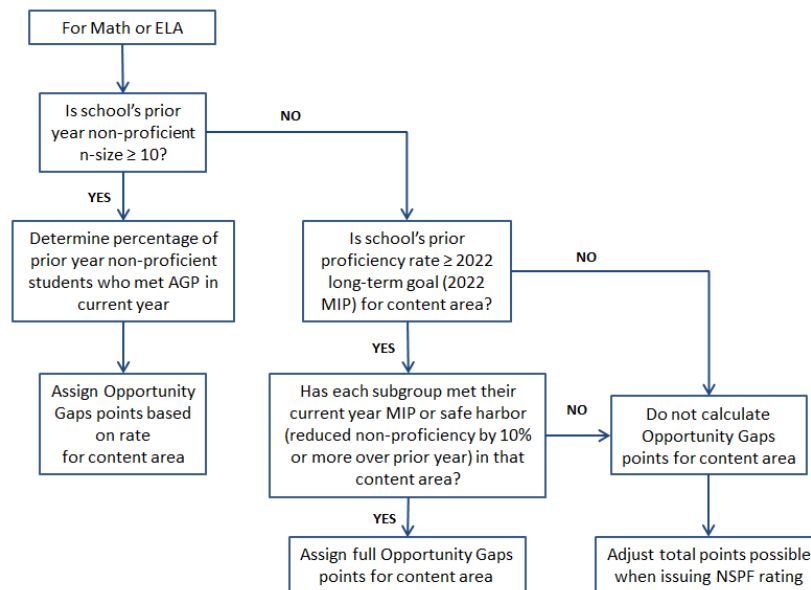 For Math or ELA
Is school's prior
year non-proficient
n-size ≥ 10?
NO
YES
Determine percentage of
prior year non-proficient
students who met AGP in
current year
Is school's prior
proficiency rate ≥ 2022
long-term goal (2022
MIP) for content area?
NO
YES
Assign Opportunity
Gaps points based
on rate
for content area
Has each subgroup met their
current year MIP or safe harbor
(reduced non-proficiency by 10%
or more over prior year) in that
content area?
NO
Do not calculate
Opportunity Gaps
points for content area
YES
Assign full Opportunity Gaps
points for content area
Adjust total points possible
when issuing NSPF rating